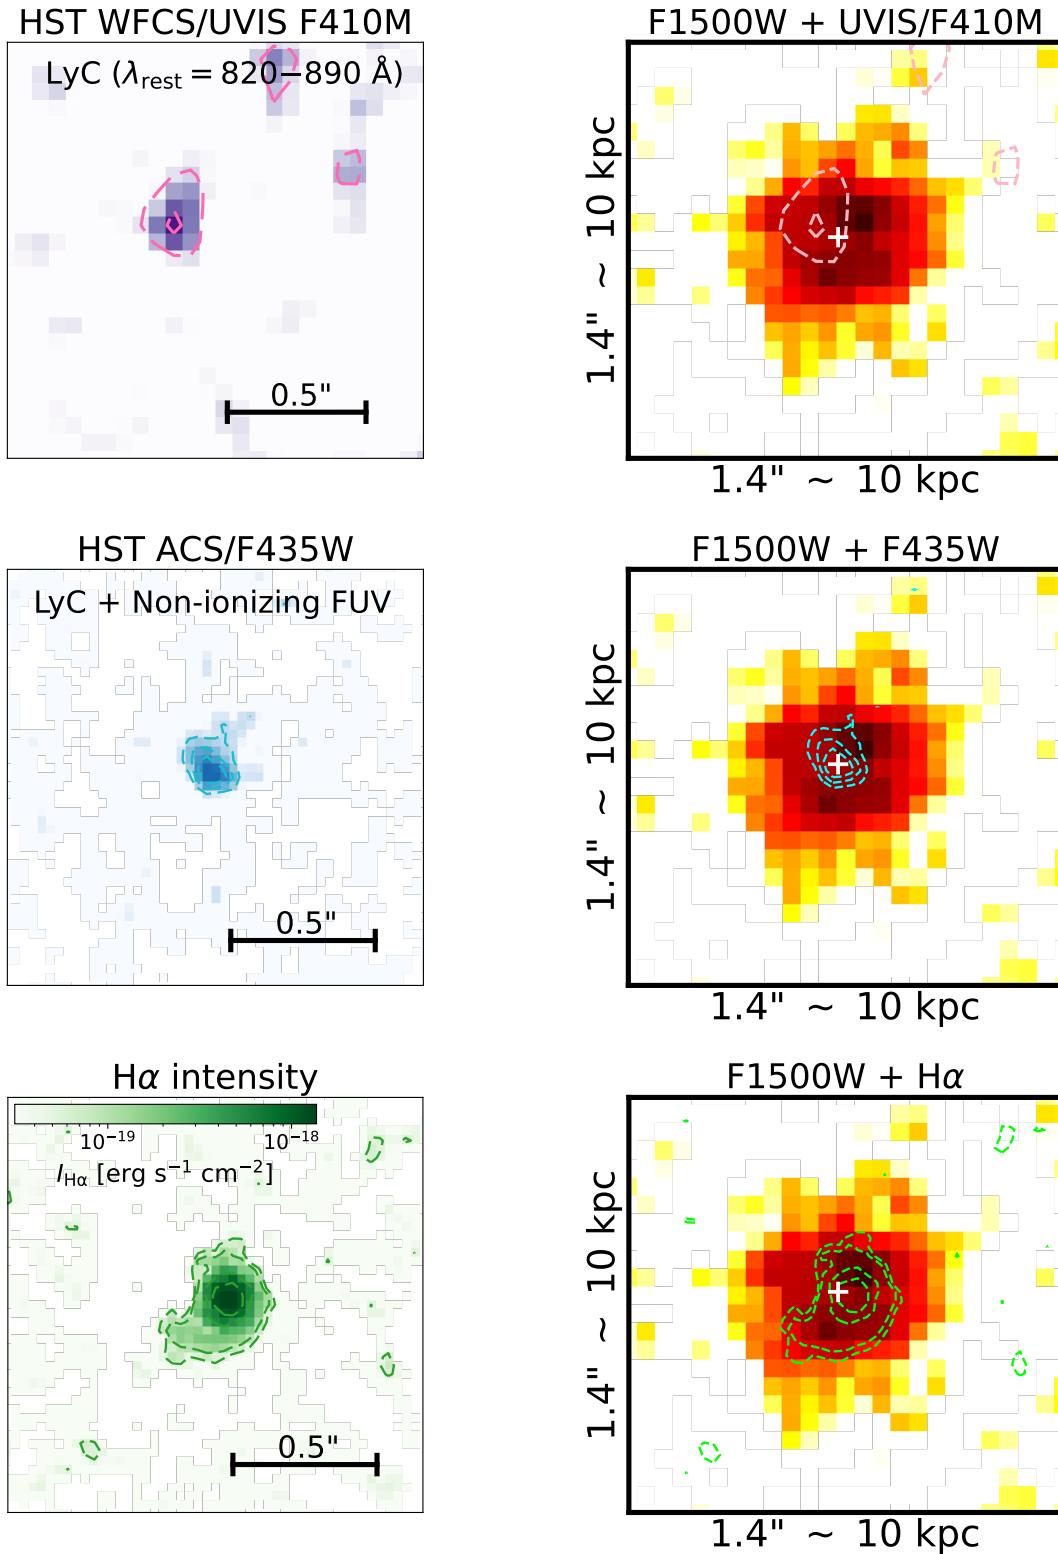 HST WFCS/UVIS F410M
LyC (λrest = 820–890 Å)
0.5"
F1500W + UVIS/F410M
1.4" ~ 10 kpc
1.4" ~ 10 kpc
HST ACS/F435W
LyC + Non-ionizing FUV
0.5"
F1500W + F435W
1.4" ~ 10 kpc
1.4" ~ 10 kpc
Hα intensity
10⁻¹⁹ 10⁻¹⁸
IHα [erg s⁻¹ cm⁻²]
0.5"
F1500W + Hα
1.4" ~ 10 kpc
1.4" ~ 10 kpc